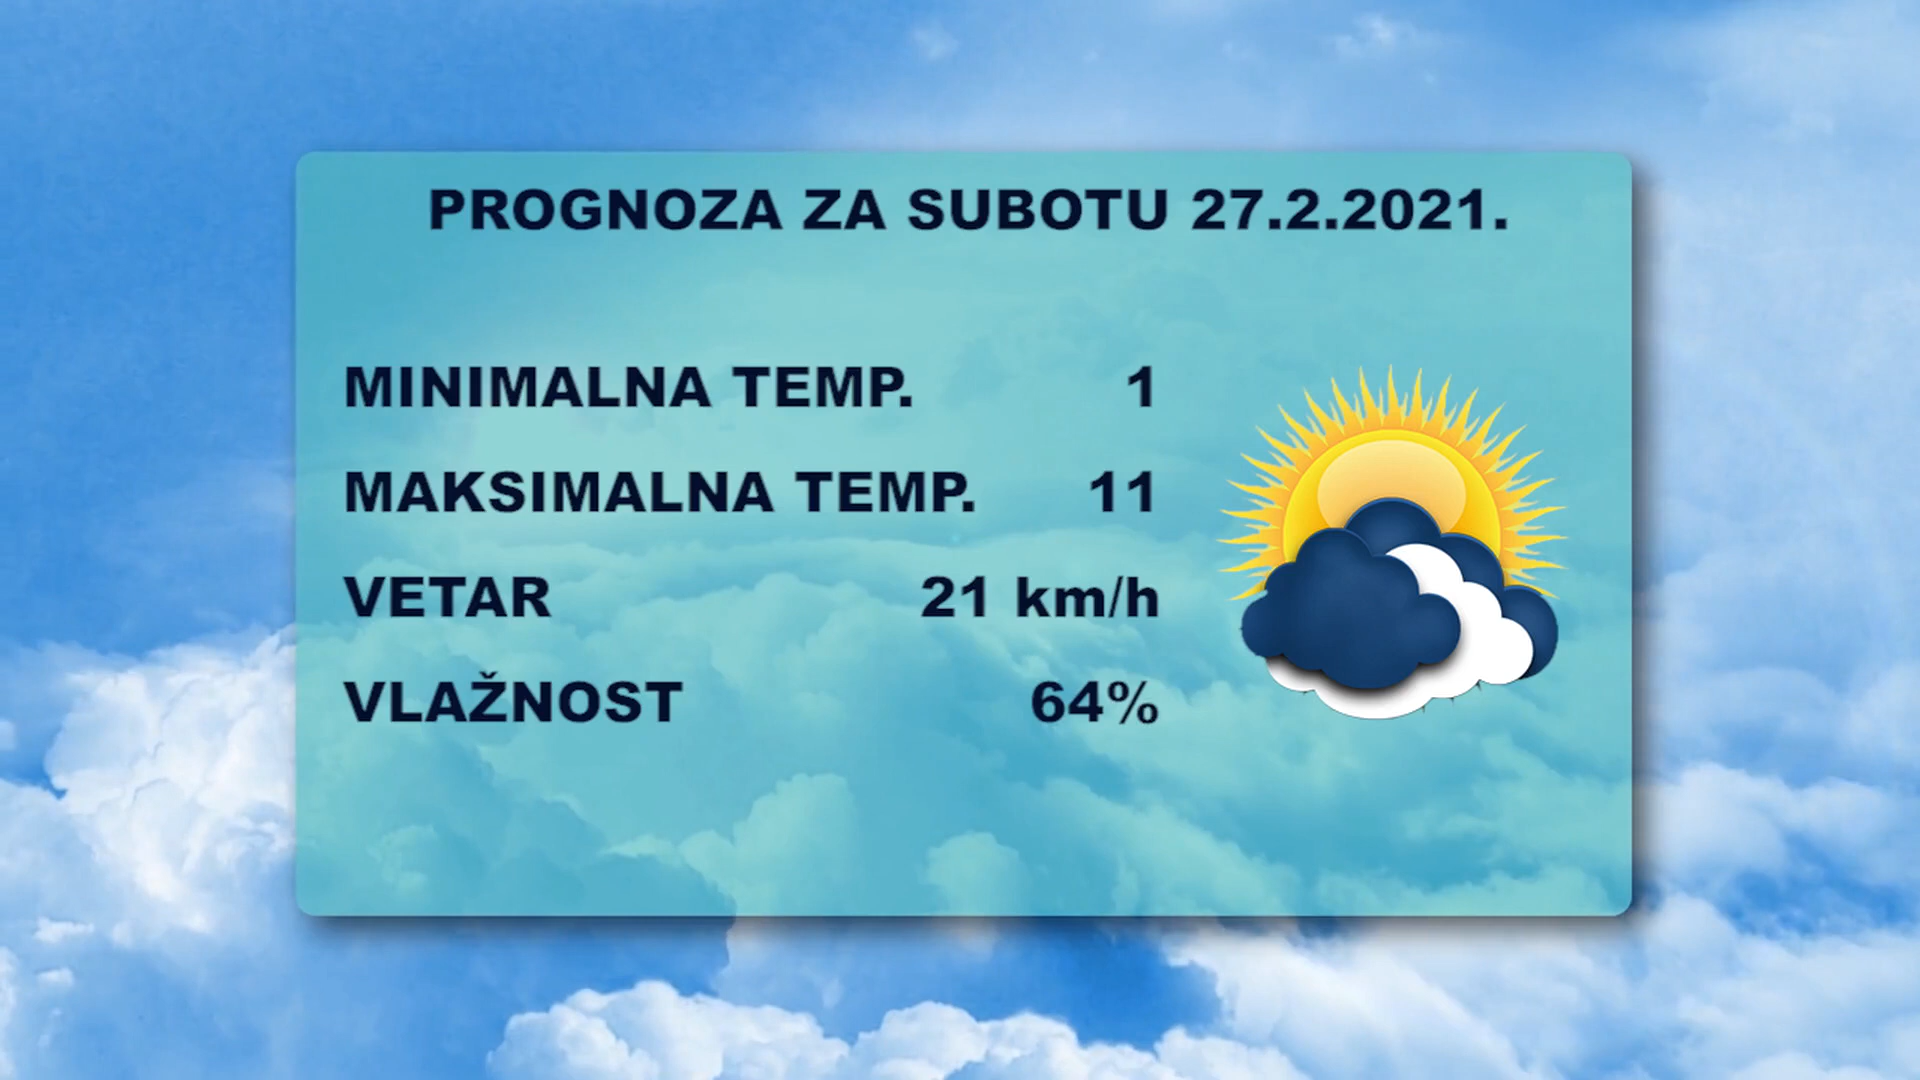 PROGNOZA ZA SUBOTU 27.2.2021.
MINIMALNA TEMP. 1
MAKSIMALNA TEMP. 11
VETAR 21 km/h
VLAŽNOST 64%